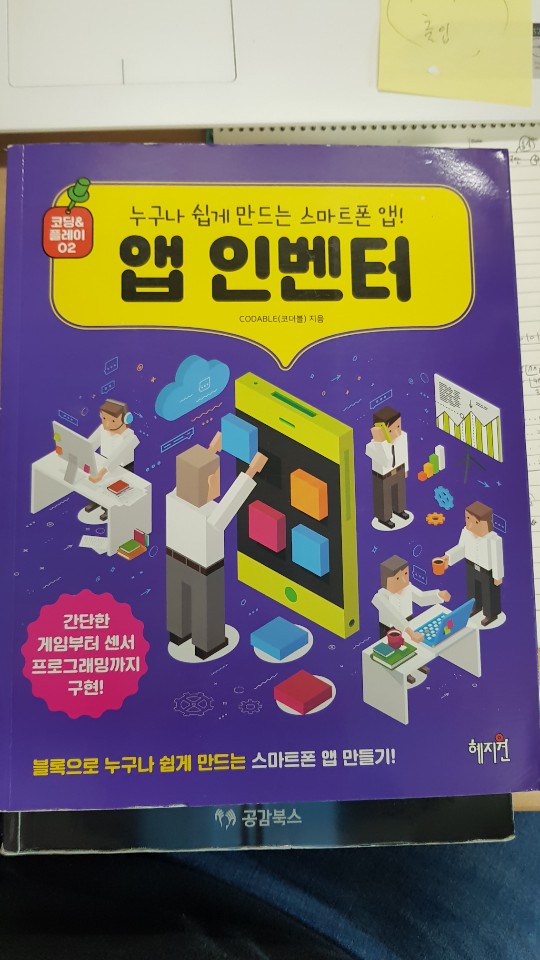 코딩&
플레이
02
누구나 쉽게 만드는 스마트폰 앱!
앱 인벤터
CODABLE(코더블) 지음
간단한
게임부터 센서
프로그래밍까지
구현!
블록으로 누구나 쉽게 만드는 스마트폰 앱 만들기!
혜지원
공감북스